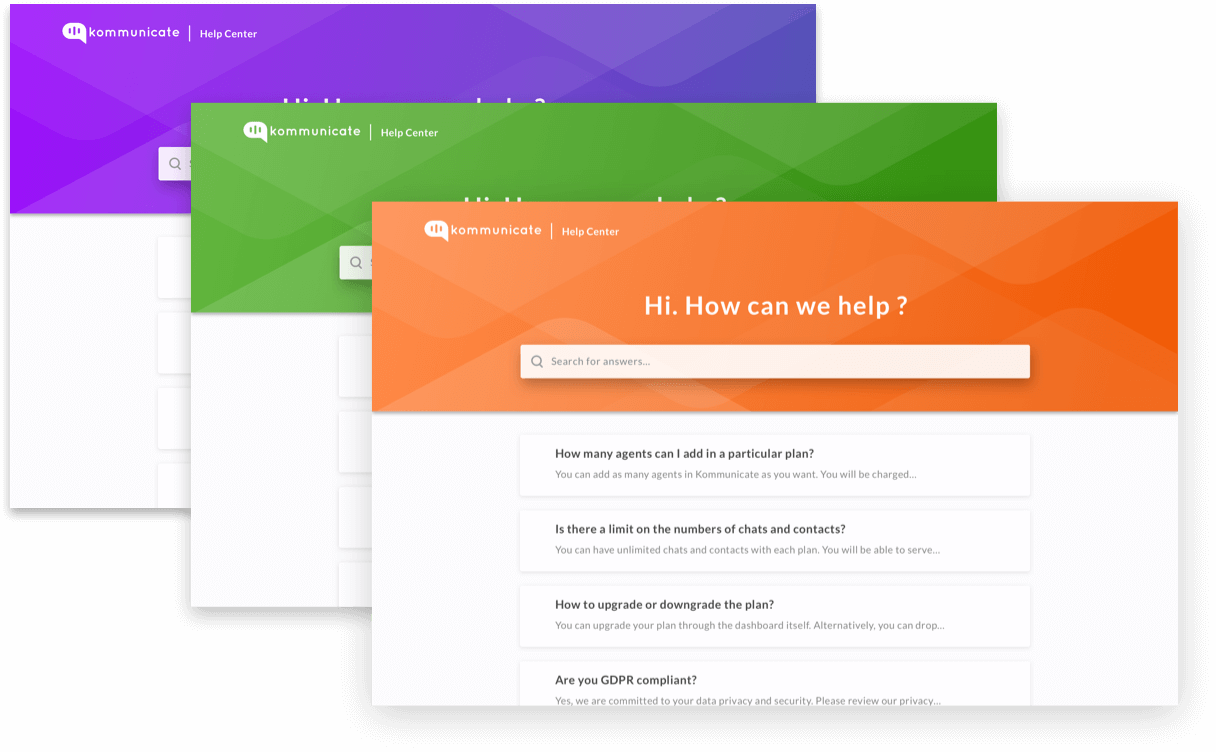 kommunicate | Help Center
kommunicate | Help Center
kommunicate | Help Center
Hi. How can we help ?
Search for answers...
How many agents can I add in a particular plan?
You can add as many agents in Kommunicate as you want. You will be charged...
Is there a limit on the numbers of chats and contacts?
You can have unlimited chats and contacts with each plan. You will be able to serve...
How to upgrade or downgrade the plan?
You can upgrade your plan through the dashboard itself. Alternatively, you can drop...
Are you GDPR compliant?
Yes, we are committed to your data privacy and security. Please review our privacy...